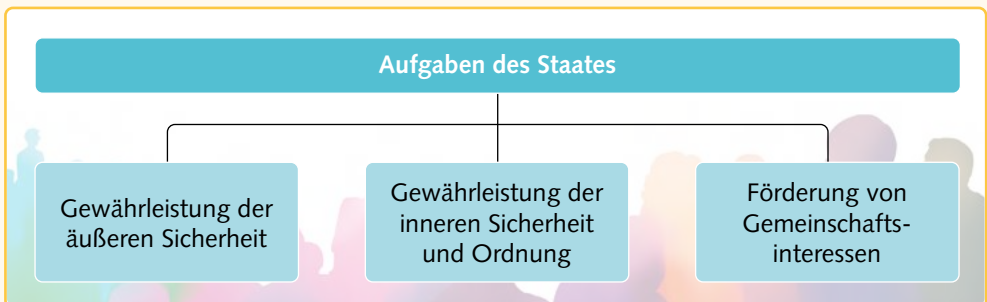 Aufgaben des Staates
Gewährleistung der
äußeren Sicherheit
Gewährleistung der
inneren Sicherheit
und Ordnung
Förderung von
Gemeinschafts-
interessen